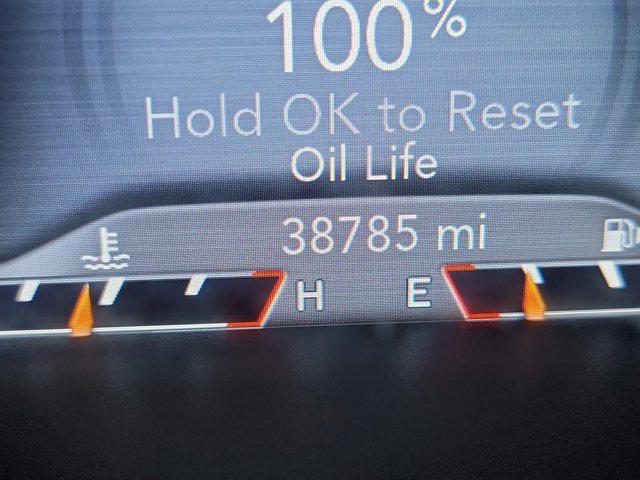 100%
Hold OK to Reset
Oil Life
38785 mi
H E